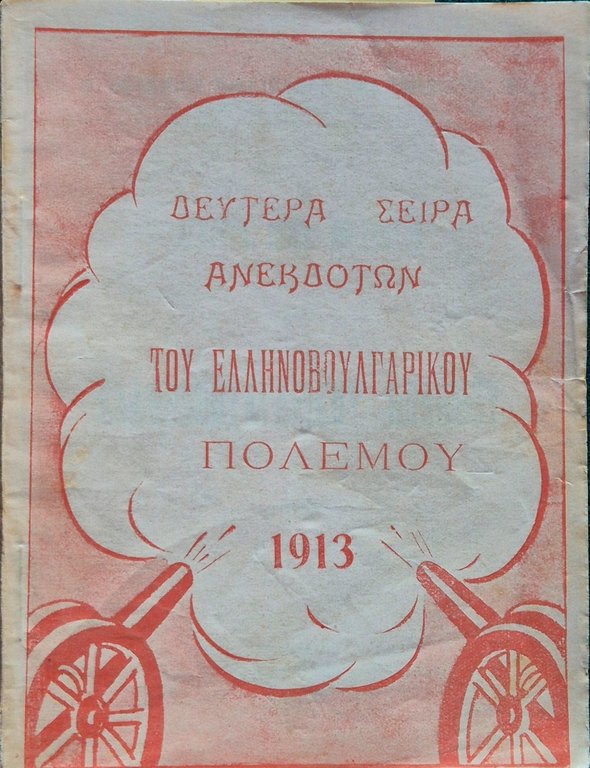 ΔΕΥΤΕΡΑ ΣΕΙΡΑ
ΑΝΕΚΔΟΤΩΝ
ΤΟΥ ΕΛΛΗΝΟΒΟΥΛΓΑΡΙΚΟΥ
ΠΟΛΕΜΟΥ
1913